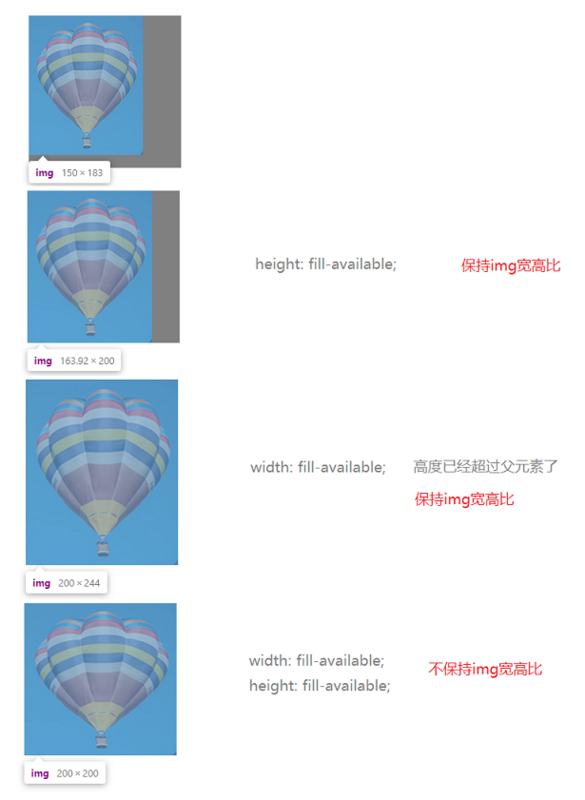 img 150 × 183
height: fill-available;
保持img宽高比
img 163.92 × 200
width: fill-available;
高度已经超过父元素了
保持img宽高比
img 200 × 244
width: fill-available;
height: fill-available;
不保持img宽高比
img 200 × 200